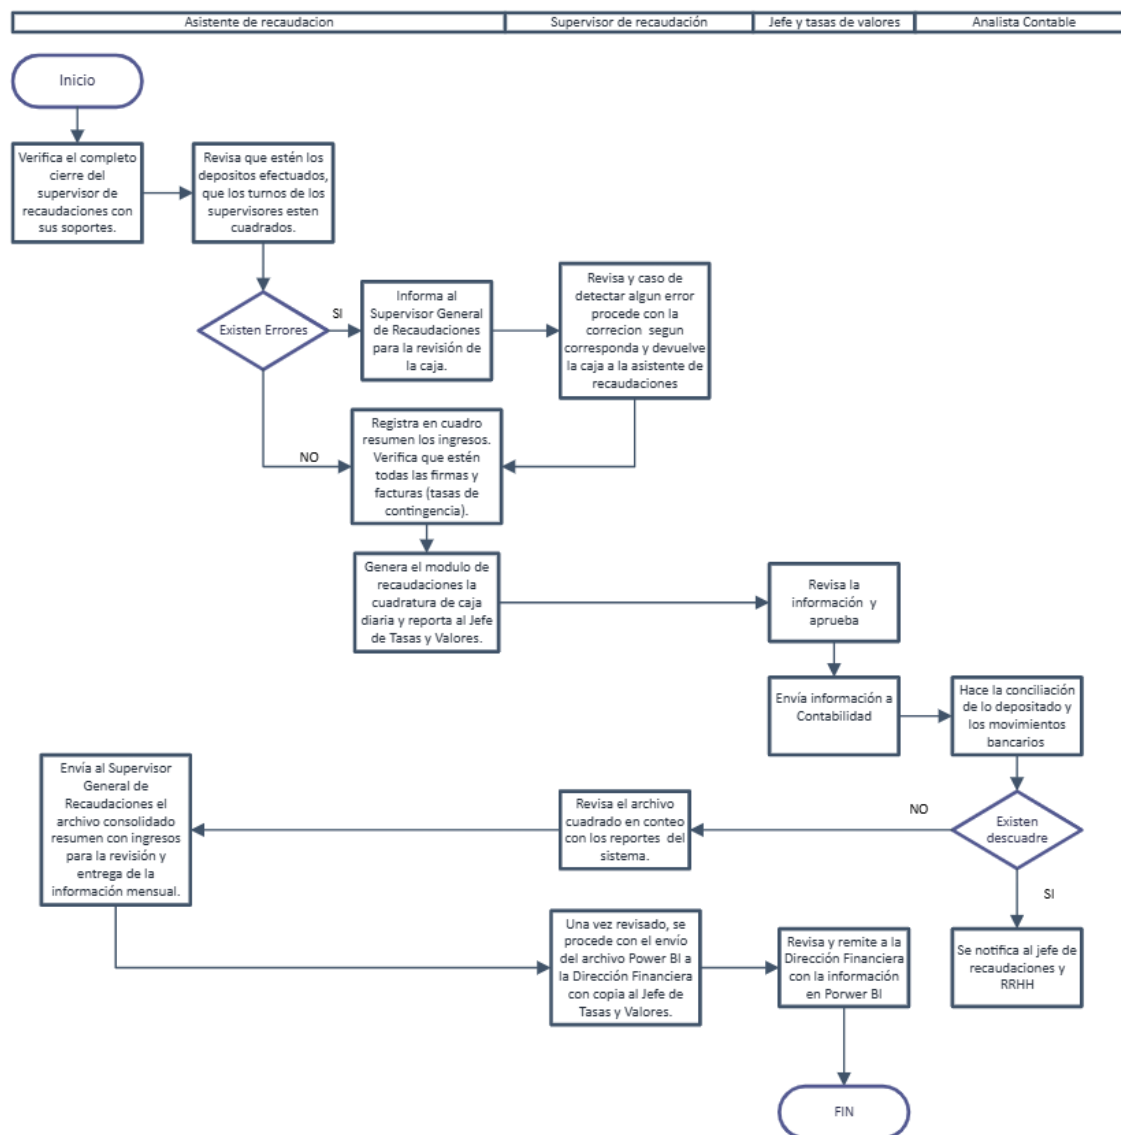 Asistente de recaudacion
Supervisor de recaudación
Jefe y tasas de valores
Analista Contable
Inicio
Verifica el completo
cierre del
supervisor de
recaudaciones con
sus soportes.
Revisa que estén los
depositos efectuados,
que los turnos de los
supervisores esten
cuadrados.
Existen Errores
SI
Informa al
Supervisor General
de Recaudaciones
para la revisión de
la caja.
Revisa y caso de
detectar algun error
procede con la
correcion segun
corresponda y devuelve
la caja a la asistente de
recaudaciones
NO
Registra en cuadro
resumen los ingresos.
Verifica que estén
todas las firmas y
facturas (tasas de
contingencia).
Genera el modulo de
recaudaciones la
cuadratura de caja
diaria y reporta al Jefe
de Tasas y Valores.
Revisa la
información y
aprueba
Envía información a
Contabilidad
Hace la conciliación
de lo depositado y
los movimientos
bancarios
Existen
descuadre
NO
Revisa el archivo
cuadrado en conteo
con los reportes del
sistema.
Envía al Supervisor
General de
Recaudaciones el
archivo consolidado
resumen con ingresos
para la revisión y
entrega de la
información mensual.
SI
Se notifica al jefe de
recaudaciones y
RRHH
Una vez revisado, se
procede con el envío
del archivo Power BI a
la Dirección Financiera
con copia al Jefe de
Tasas y Valores.
Revisa y remite a la
Dirección Financiera
con la información
en Porwer BI
FIN